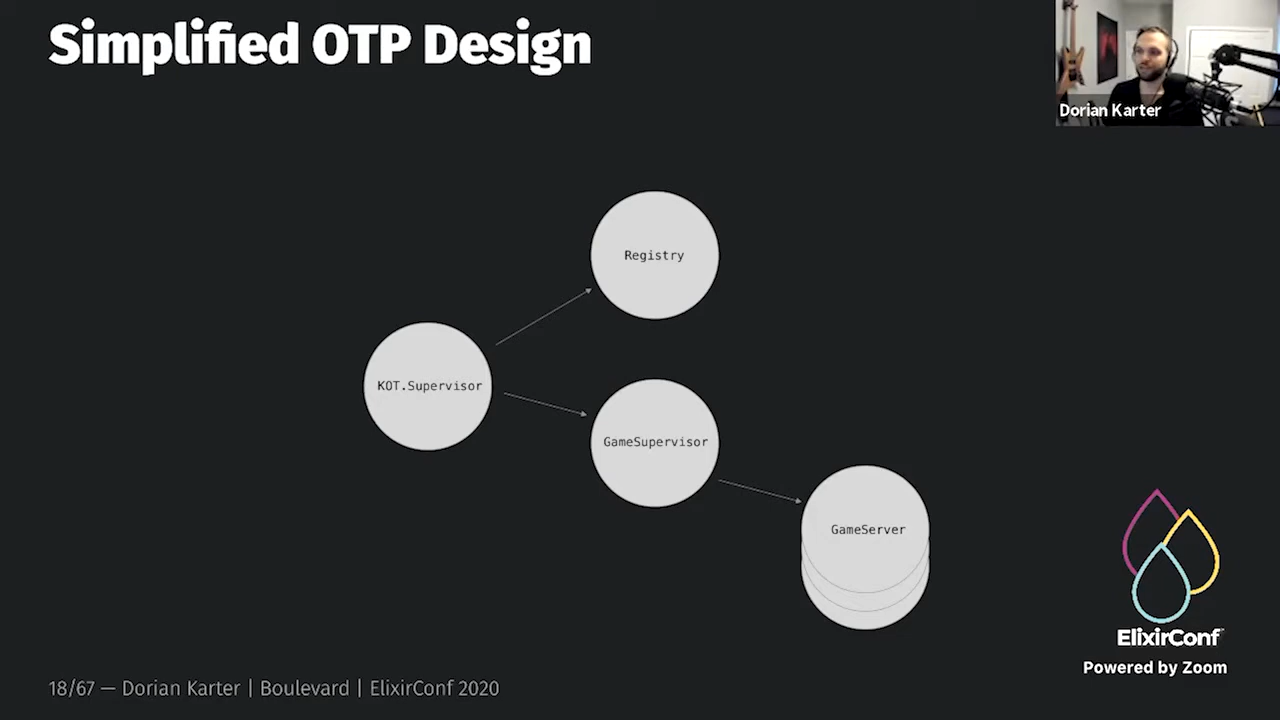 Simplified OTP Design
Dorian Karter
Registry
KOT.Supervisor
GameSupervisor
GameServer
ElixirConf
Powered by Zoom
18/67 — Dorian Karter | Boulevard | ElixirConf 2020